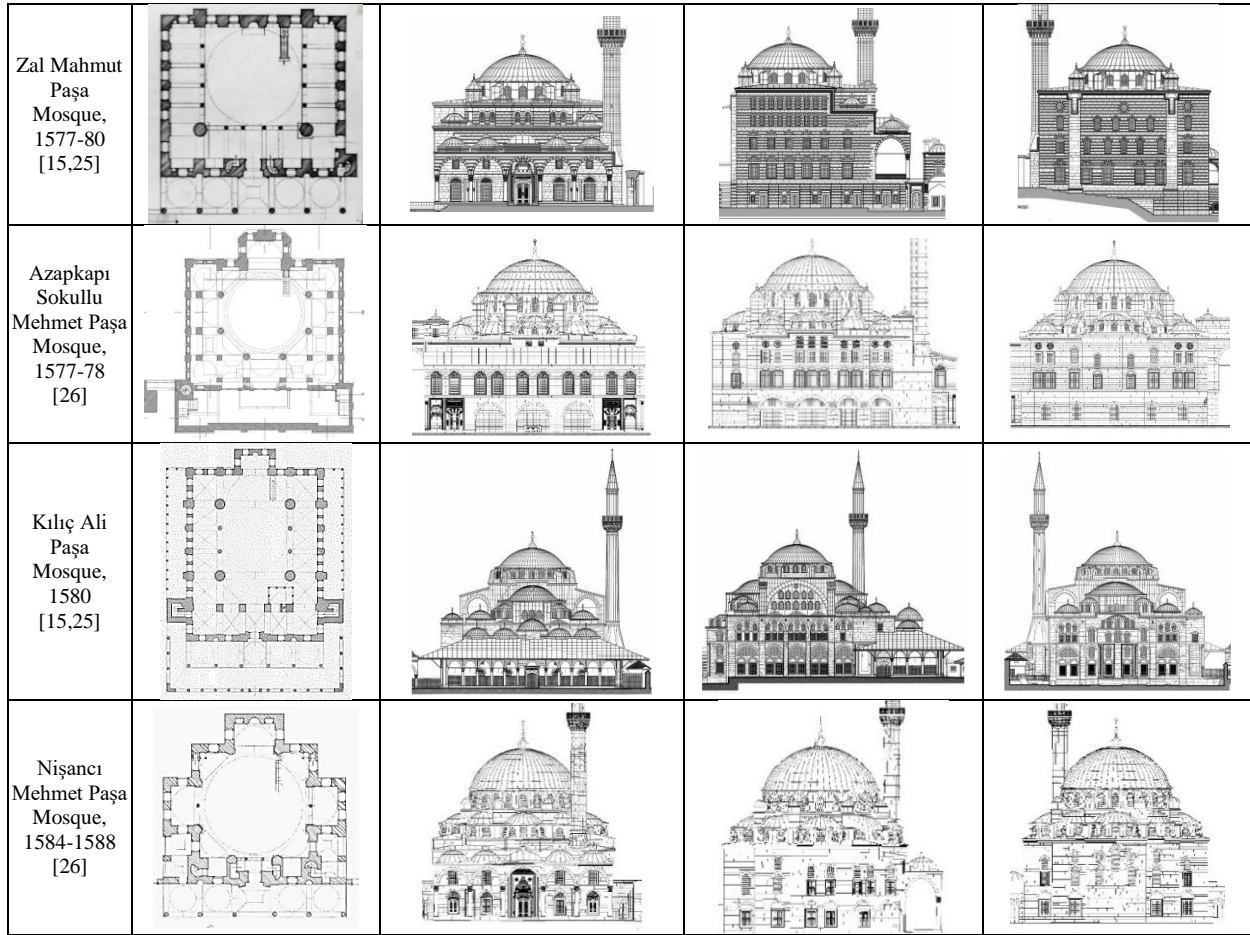 Zal Mahmut
Paşa
Mosque,
1577-80
[15,25]
Azapkapı
Sokullu
Mehmet Paşa
Mosque,
1577-78
[26]
Kılıç Ali
Paşa
Mosque,
1580
[15,25]
Nişancı
Mehmet Paşa
Mosque,
1584-1588
[26]